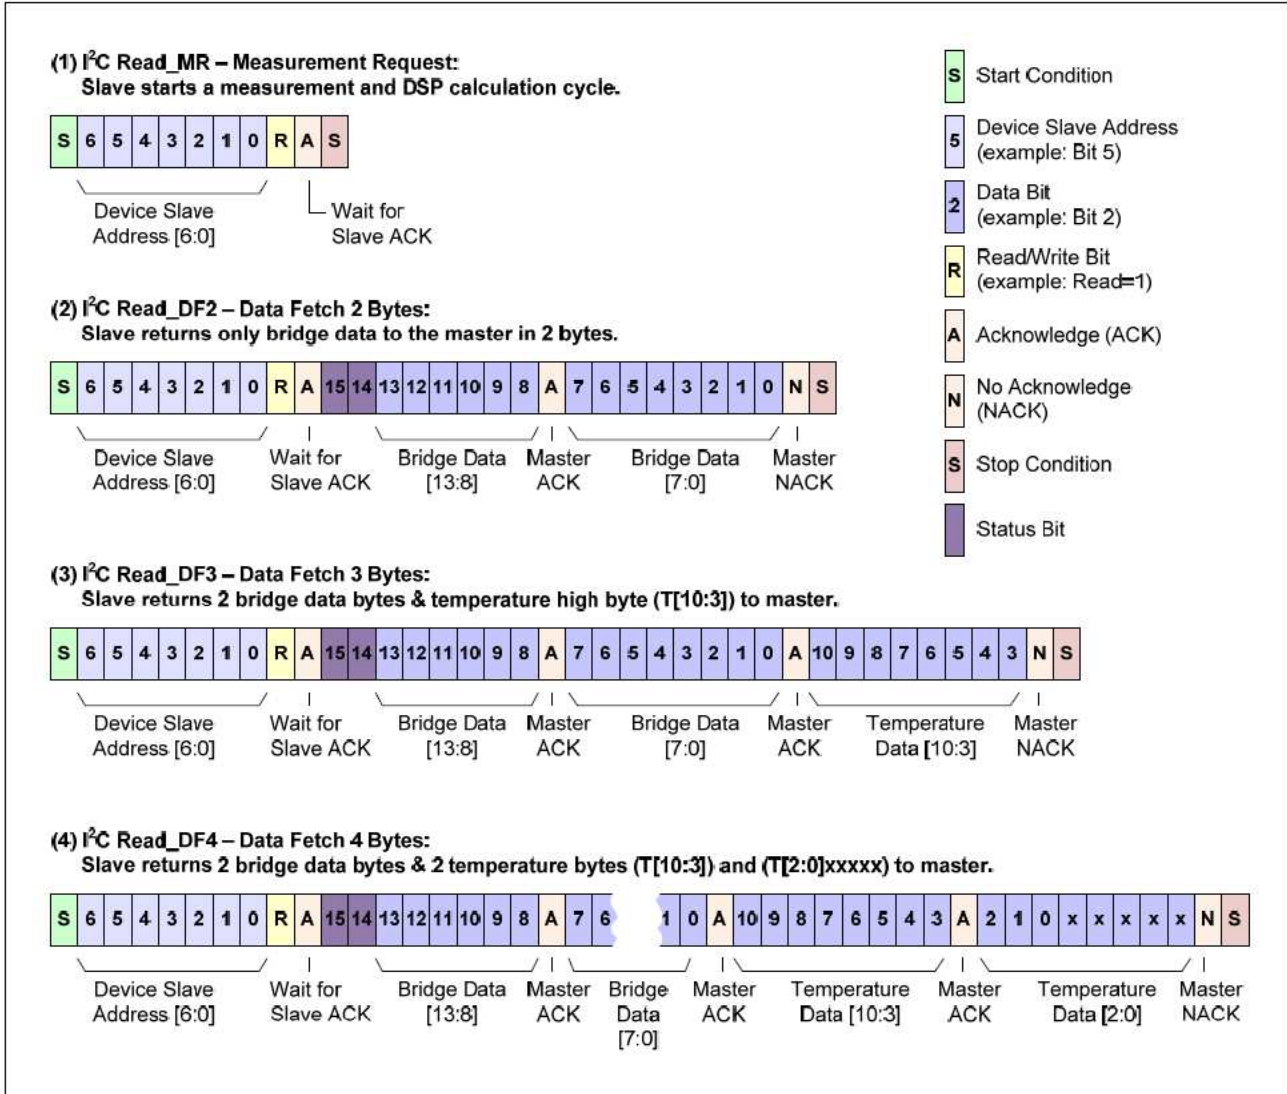 (1) I²C Read_MR – Measurement Request:
Slave starts a measurement and DSP calculation cycle.
S 6 5 4 3 2 1 0 R A S
Device Slave
Address [6:0]
Wait for
Slave ACK
S Start Condition
5 Device Slave Address
(example: Bit 5)
2 Data Bit
(example: Bit 2)
R Read/Write Bit
(example: Read=1)
A Acknowledge (ACK)
N No Acknowledge
(NACK)
S Stop Condition
Status Bit
(2) I²C Read_DF2 – Data Fetch 2 Bytes:
Slave returns only bridge data to the master in 2 bytes.
S 6 5 4 3 2 1 0 R A 15 14 13 12 11 10 9 8 A 7 6 5 4 3 2 1 0 N S
Device Slave
Address [6:0]
Wait for
Slave ACK
Bridge Data
[13:8]
Master
ACK
Bridge Data
[7:0]
Master
NACK
(3) I²C Read_DF3 – Data Fetch 3 Bytes:
Slave returns 2 bridge data bytes & temperature high byte (T[10:3]) to master.
S 6 5 4 3 2 1 0 R A 15 14 13 12 11 10 9 8 A 7 6 5 4 3 2 1 0 A 10 9 8 7 6 5 4 3 N S
Device Slave
Address [6:0]
Wait for
Slave ACK
Bridge Data
[13:8]
Master
ACK
Bridge Data
[7:0]
Master
ACK
Temperature
Data [10:3]
Master
NACK
(4) I²C Read_DF4 – Data Fetch 4 Bytes:
Slave returns 2 bridge data bytes & 2 temperature bytes (T[10:3]) and (T[2:0]xxxxx) to master.
S 6 5 4 3 2 1 0 R A 15 14 13 12 11 10 9 8 A 7 6 1 0 A 10 9 8 7 6 5 4 3 A 2 1 0 x x x x x N S
Device Slave
Address [6:0]
Wait for
Slave ACK
Bridge Data
[13:8]
Master
ACK
Bridge
Data
[7:0]
Master
ACK
Temperature
Data [10:3]
Master
ACK
Temperature
Data [2:0]
Master
NACK